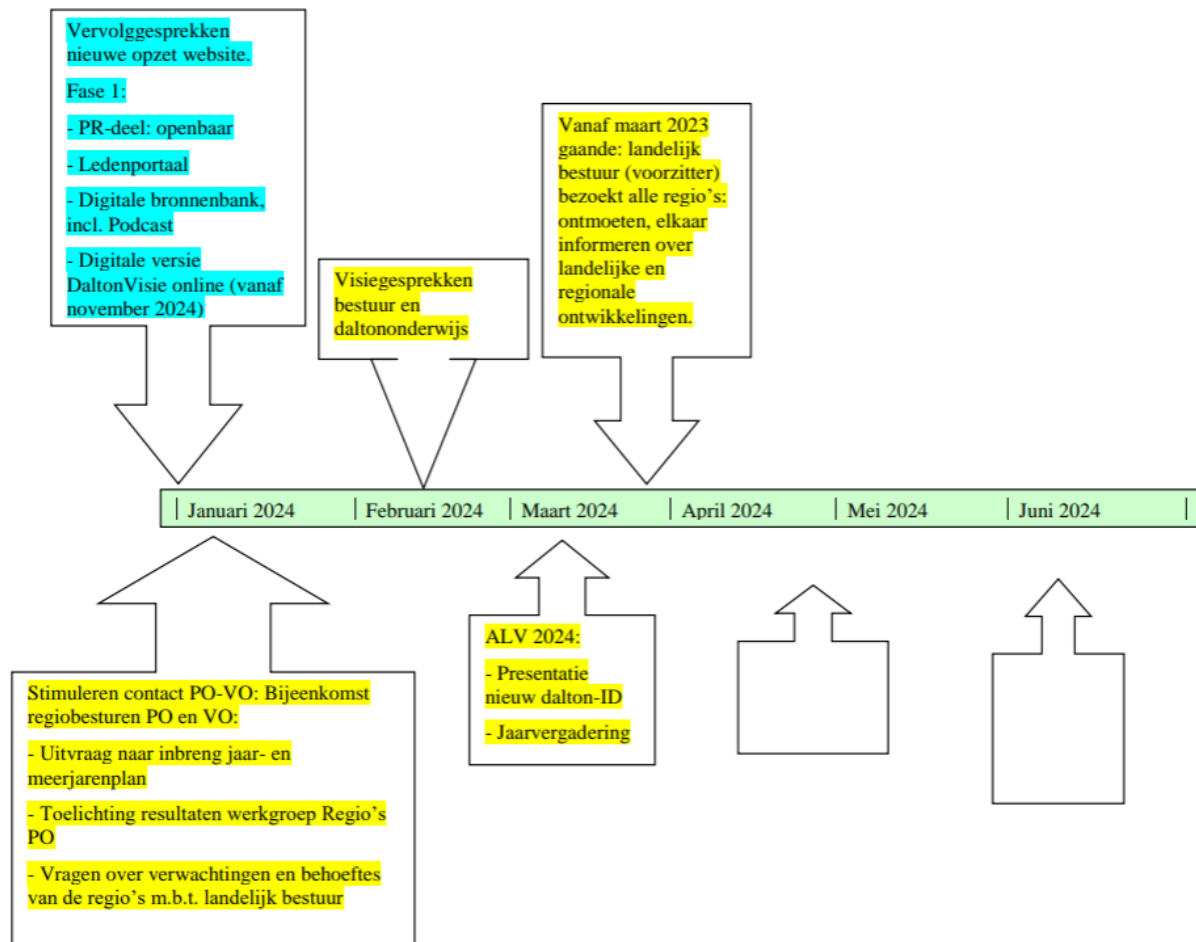 Vervolggesprekken
nieuwe opzet website.
Fase 1:
- PR-deel: openbaar
- Ledenportaal
- Digitale bronnenbank,
incl. Podcast
- Digitale versie
DaltonVisie online (vanaf
november 2024)
Visiegesprekken
bestuur en
daltononderwijs
Vanaf maart 2023
gaande: landelijk
bestuur (voorzitter)
bezoekt alle regio’s:
ontmoeten, elkaar
informeren over
landelijke en
regionale
ontwikkelingen.
| Januari 2024 | Februari 2024 | Maart 2024 | April 2024 | Mei 2024 | Juni 2024 |
Stimuleren contact PO-VO: Bijeenkomst
regiobesturen PO en VO:
- Uitvraag naar inbreng jaar- en
meerjarenplan
- Toelichting resultaten werkgroep Regio’s
PO
- Vragen over verwachtingen en behoeftes
van de regio’s m.b.t. landelijk bestuur
ALV 2024:
- Presentatie
nieuw dalton-ID
- Jaarvergadering